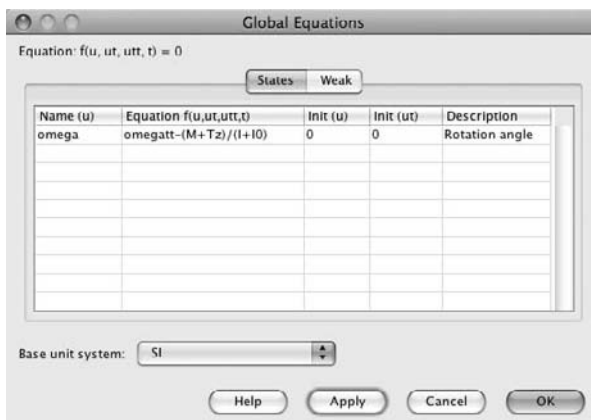 Global Equations
Equation: f(u, ut, utt, t) = 0
States Weak
Name (u) Equation f(u,ut,utt,t) Init (u) Init (ut) Description
omega omegatt-(M+Tz)/(I+I0) 0 0 Rotation angle
Base unit system: SI
Help Apply Cancel OK